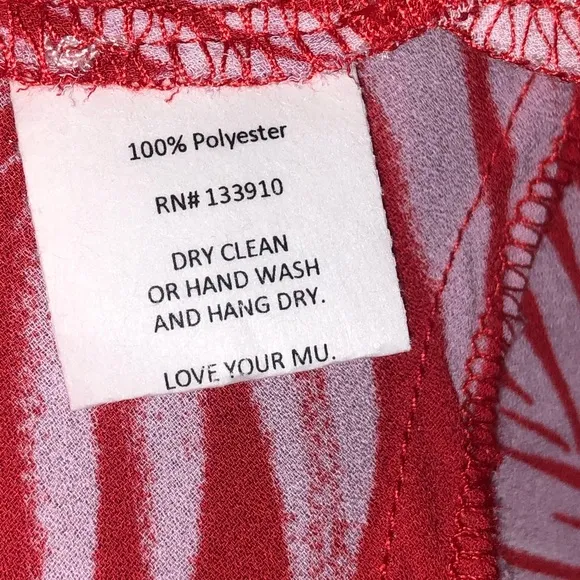 100% Polyester
RN# 133910
DRY CLEAN
OR HAND WASH
AND HANG DRY.
LOVE YOUR MU.